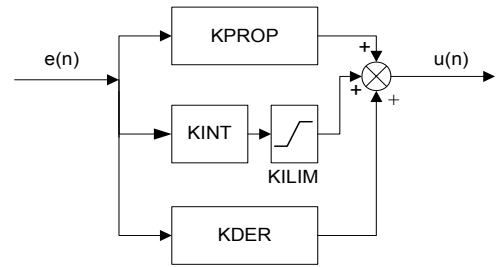 KPROP
+
e(n)
u(n)
+
+
KINT
KILIM
KDER